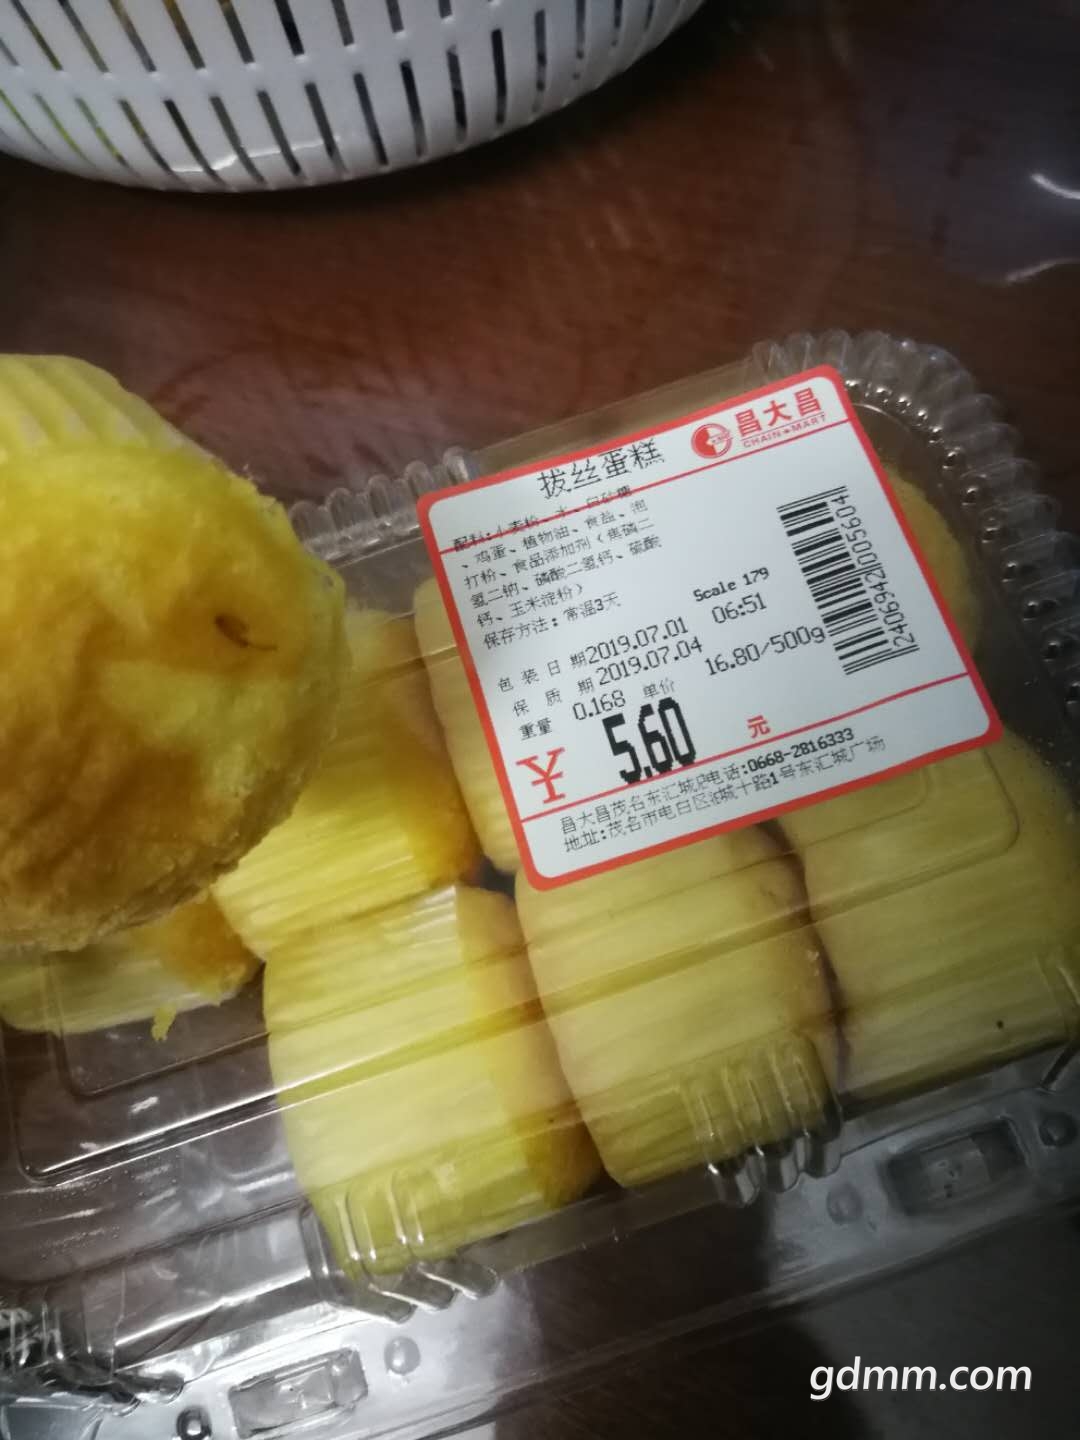 昌大昌
CHAIN★MART
拔丝蛋糕
配料:小麦粉、水、白砂糖
、鸡蛋、植物油、食盐、泡
打粉、食品添加剂(焦磷二
氢二钠、磷酸二氢钙、硫酸
钙、玉米淀粉)
保存方法:常温3天
Scale 179
包装日期2019.07.01 06:51
保质期2019.07.04
重量 0.168 单价 16.80/500g
¥ 5.60 元
2406942005604
昌大昌茂名东汇城店电话:0668-2816333
地址:茂名市电白区油城十路1号东汇城广场
gdmm.com